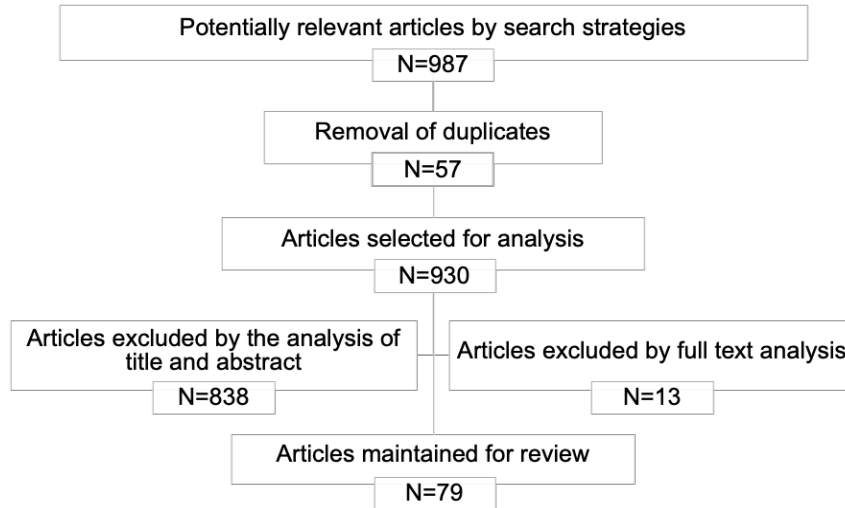 Potentially relevant articles by search strategies
N=987
Removal of duplicates
N=57
Articles selected for analysis
N=930
Articles excluded by the analysis of
title and abstract
N=838
Articles excluded by full text analysis
N=13
Articles maintained for review
N=79